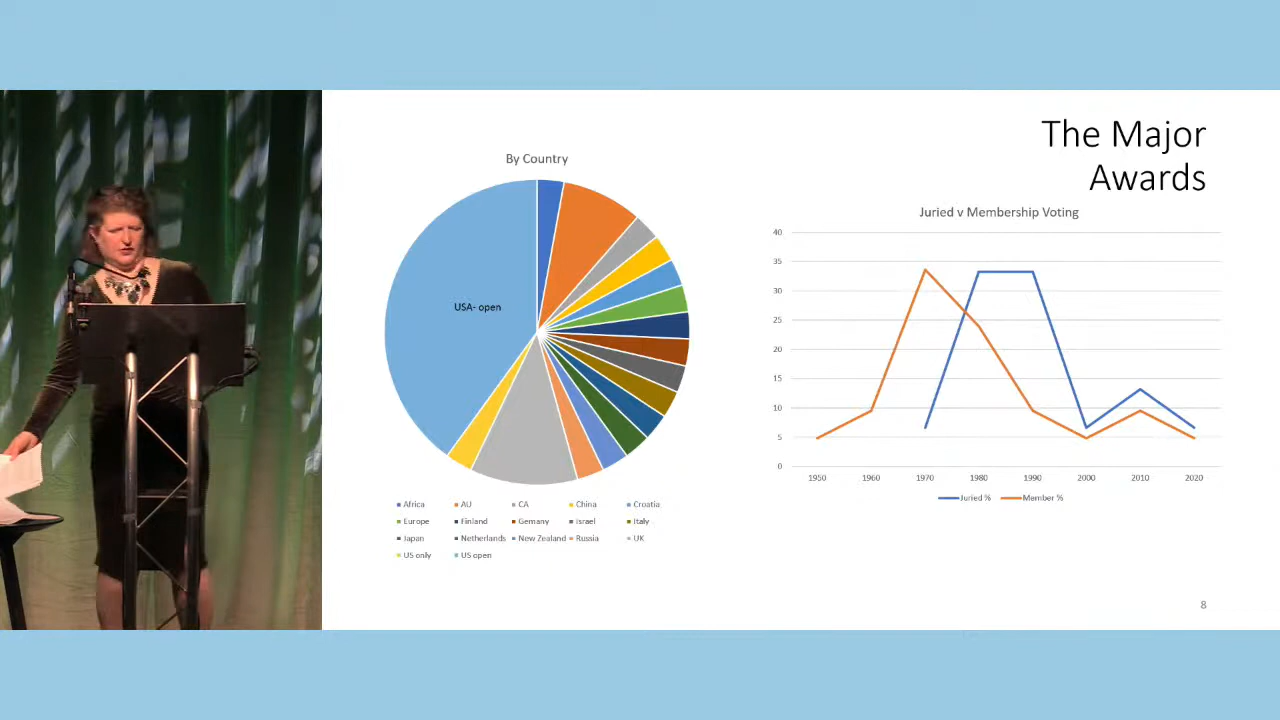 The Major
Awards
By Country
USA- open
Africa AU CA China Croatia
Europe Finland Gemany Israel Italy
Japan Netherlands New Zealand Russia UK
US only US open
Juried v Membership Voting
40
35
30
25
20
15
10
5
0
1950 1960 1970 1980 1990 2000 2010 2020
Juried % Member %
8